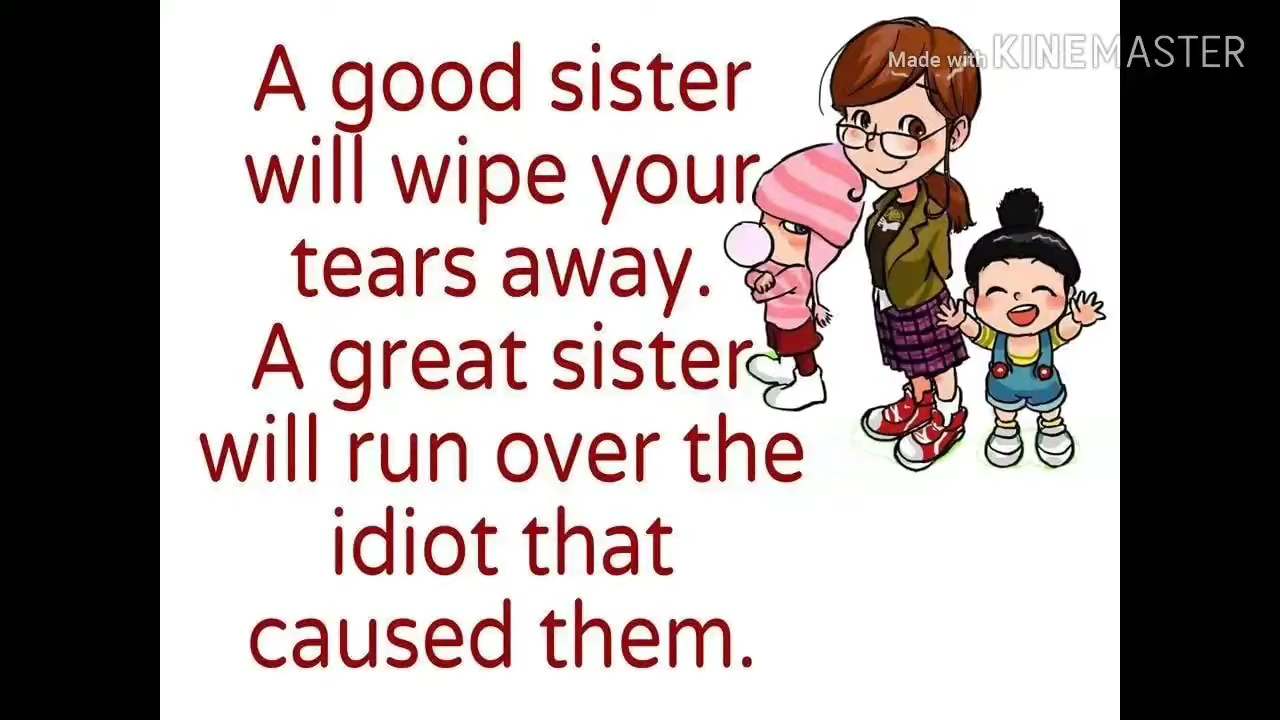 Made with KINEMASTER
A good sister
will wipe your
tears away.
A great sister
will run over the
idiot that
caused them.